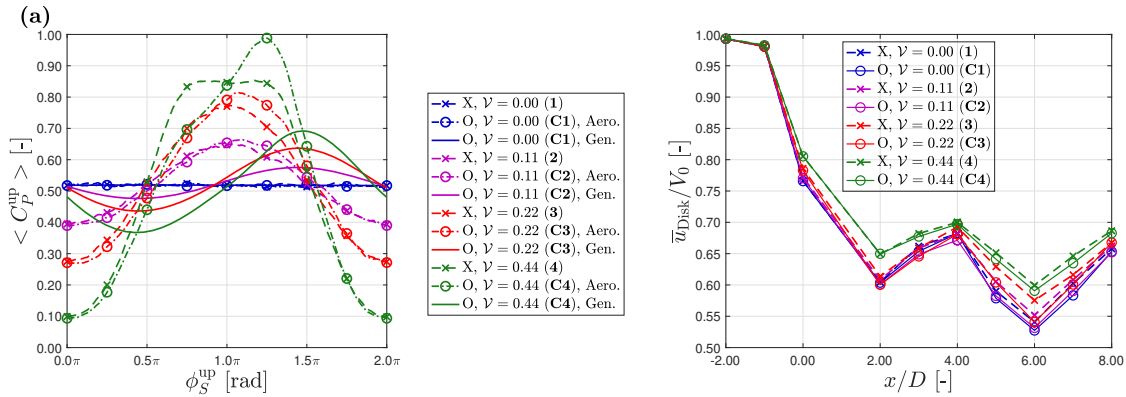 (a)
1.00
0.90
0.80
0.70
0.60
0.50
0.40
0.30
0.20
0.10
0.00
< C_P^up > [-]
0.0π 0.5π 1.0π 1.5π 2.0π
ϕ_S^up [rad]
X, 𝒱 = 0.00 (1)
O, 𝒱 = 0.00 (C1), Aero.
O, 𝒱 = 0.00 (C1), Gen.
X, 𝒱 = 0.11 (2)
O, 𝒱 = 0.11 (C2), Aero.
O, 𝒱 = 0.11 (C2), Gen.
X, 𝒱 = 0.22 (3)
O, 𝒱 = 0.22 (C3), Aero.
O, 𝒱 = 0.22 (C3), Gen.
X, 𝒱 = 0.44 (4)
O, 𝒱 = 0.44 (C4), Aero.
O, 𝒱 = 0.44 (C4), Gen.
1.00
0.95
0.90
0.85
0.80
0.75
0.70
0.65
0.60
0.55
0.50
u̅_Disk/V_0 [-]
-2.00 0.00 2.00 4.00 6.00 8.00
x/D [-]
X, 𝒱 = 0.00 (1)
O, 𝒱 = 0.00 (C1)
X, 𝒱 = 0.11 (2)
O, 𝒱 = 0.11 (C2)
X, 𝒱 = 0.22 (3)
O, 𝒱 = 0.22 (C3)
X, 𝒱 = 0.44 (4)
O, 𝒱 = 0.44 (C4)